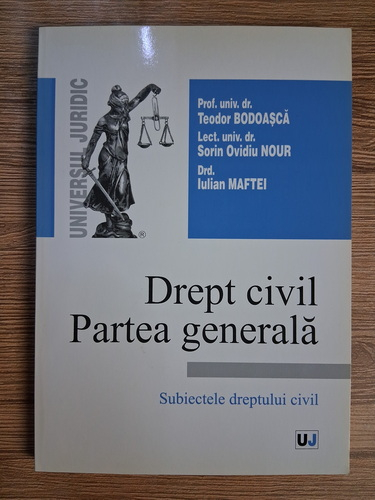 UNIVERSUL JURIDIC
Prof. univ. dr.
Teodor BODOAȘCĂ
Lect. univ. dr.
Sorin Ovidiu NOUR
Drd.
Iulian MAFTEI
®
Drept civil
Partea generală
Subiectele dreptului civil
UJ